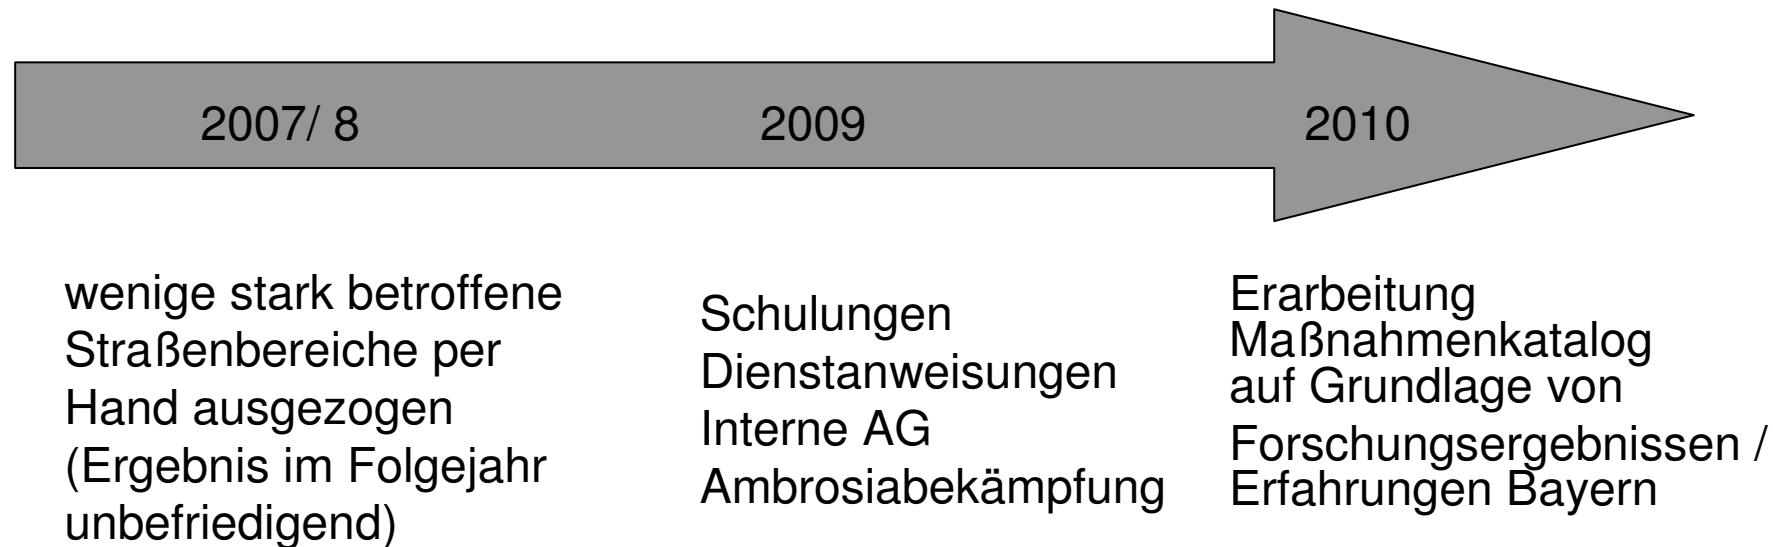 2007/ 8
2009
2010
wenige stark betroffene
Straßenbereiche per
Hand ausgezogen
(Ergebnis im Folgejahr
unbefriedigend)
Schulungen
Dienstanweisungen
Interne AG
Ambrosiabekämpfung
Erarbeitung
Maßnahmenkatalog
auf Grundlage von
Forschungsergebnissen /
Erfahrungen Bayern